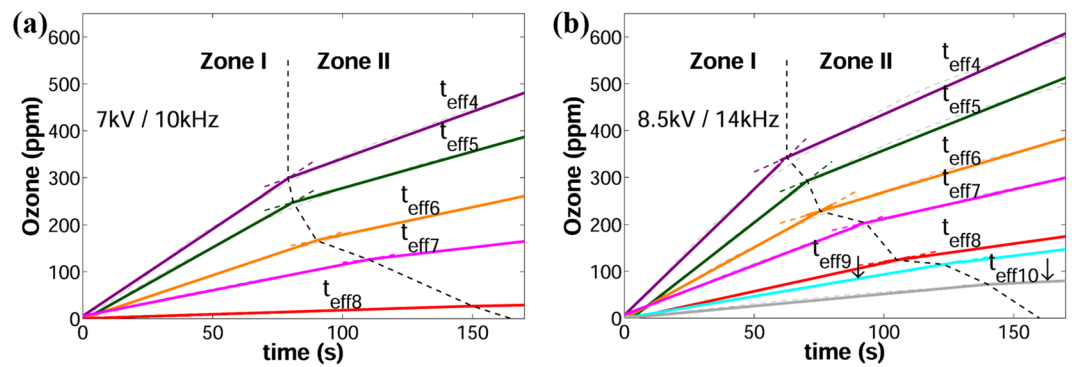 (a)
600
500
400
300
200
100
0
Ozone (ppm)
Zone I Zone II
7kV / 10kHz
teff4
teff5
teff6
teff7
teff8
0 50 100 150
time (s)
(b)
600
500
400
300
200
100
0
Ozone (ppm)
Zone I Zone II
8.5kV / 14kHz
teff4
teff5
teff6
teff7
teff8
teff9↓
teff10↓
0 50 100 150
time (s)